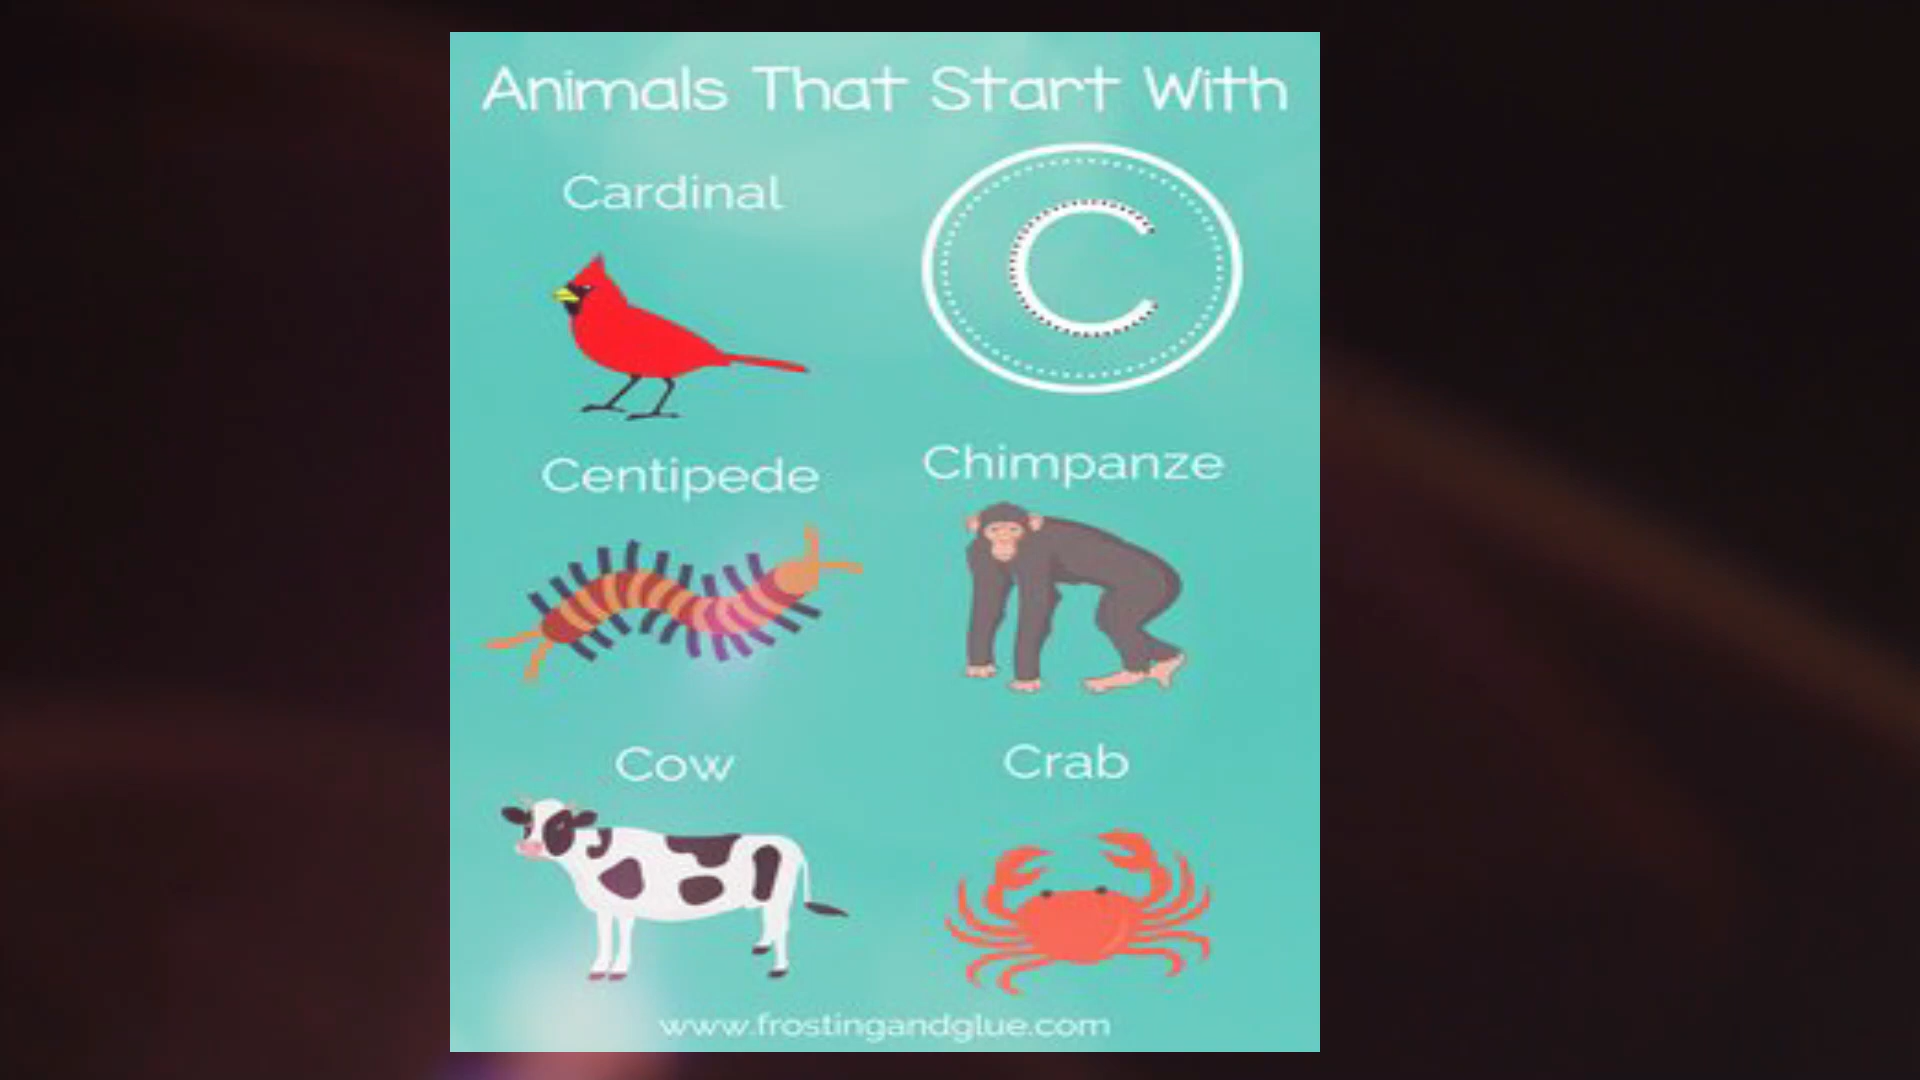 Animals That Start With
Cardinal
C
Centipede
Chimpanze
Cow
Crab
www.frostingandglue.com